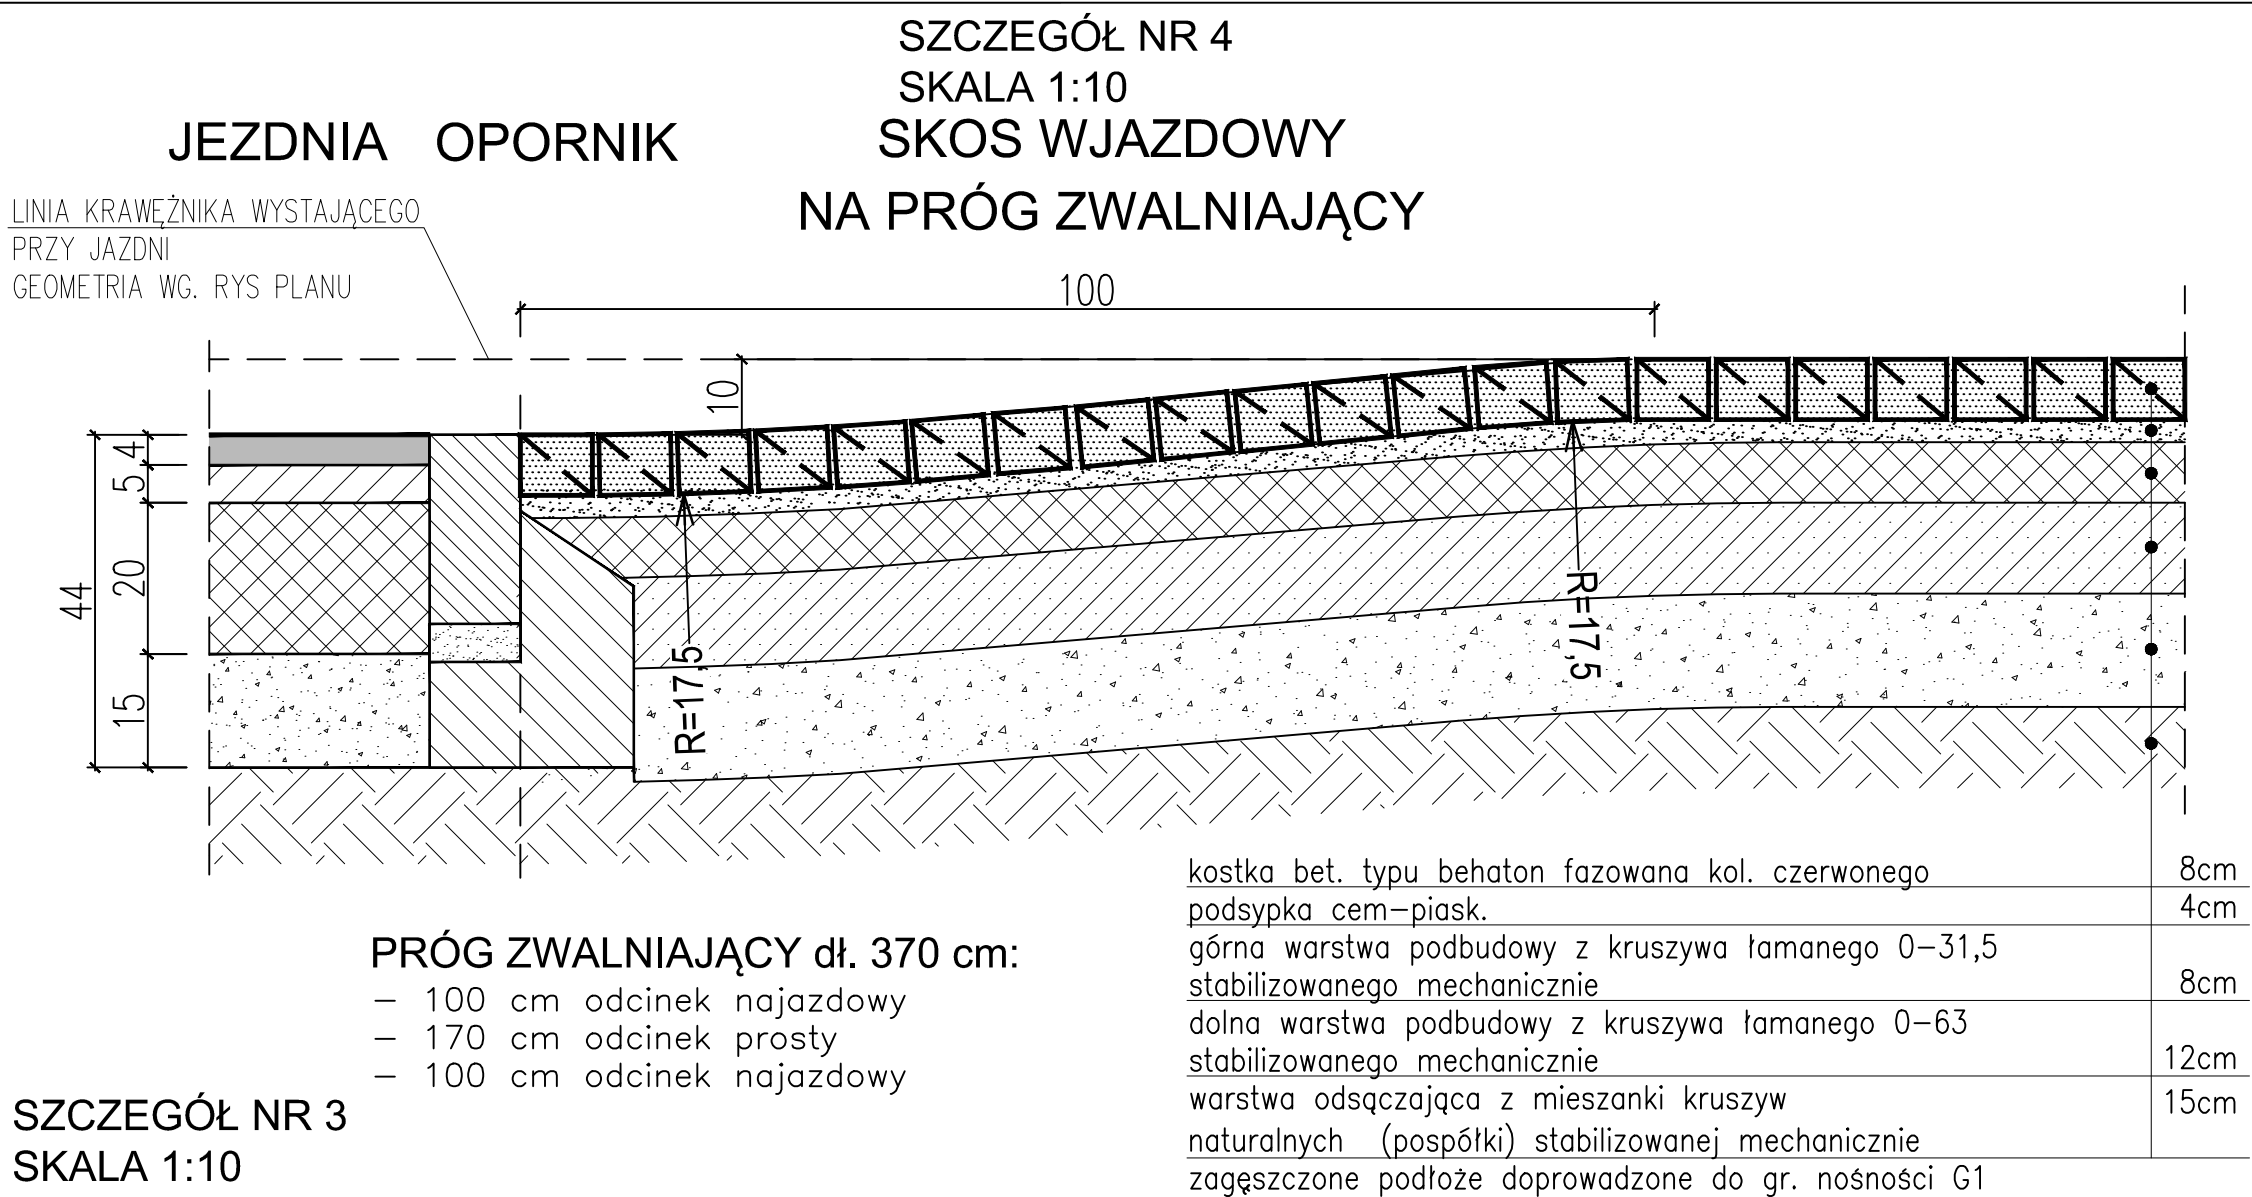 SZCZEGÓŁ NR 4
SKALA 1:10
JEZDNIA OPORNIK
SKOS WJAZDOWY
NA PRÓG ZWALNIAJĄCY
LINIA KRAWĘŻNIKA WYSTAJĄCEGO
PRZY JAZDNI
GEOMETRIA WG. RYS PLANU
100
10
4
5
20
15
44
R=17,5
R=17,5
kostka bet. typu behaton fazowana kol. czerwonego 8cm
podsypka cem-piask. 4cm
górna warstwa podbudowy z kruszywa łamanego 0-31,5
stabilizowanego mechanicznie 8cm
dolna warstwa podbudowy z kruszywa łamanego 0-63
stabilizowanego mechanicznie 12cm
warstwa odsączająca z mieszanki kruszyw 15cm
naturalnych (pospółki) stabilizowanej mechanicznie
zagęszczone podłoże doprowadzone do gr. nośności G1
PRÓG ZWALNIAJĄCY dł. 370 cm:
- 100 cm odcinek najazdowy
- 170 cm odcinek prosty
- 100 cm odcinek najazdowy
SZCZEGÓŁ NR 3
SKALA 1:10